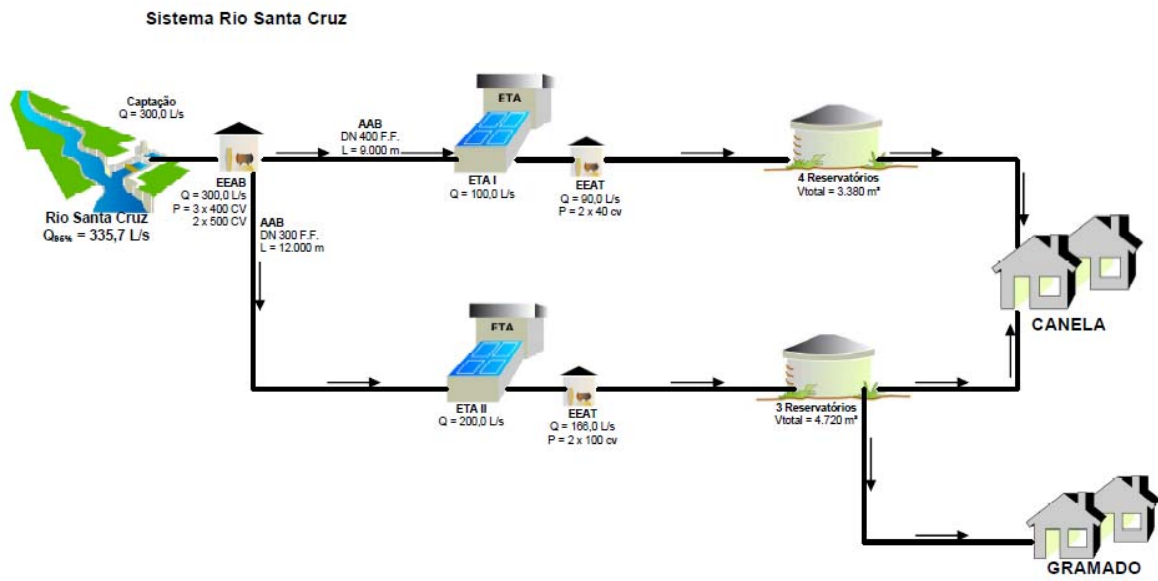 Sistema Rio Santa Cruz
Captação
Q = 300,0 L/s
Rio Santa Cruz
Q95% = 335,7 L/s
EEAB
Q = 300,0 L/s
P = 3 x 400 CV
2 x 500 CV
AAB
DN 400 F.F.
L = 9.000 m
ETA
ETA I
Q = 100,0 L/s
EEAT
Q = 90,0 L/s
P = 2 x 40 cv
4 Reservatórios
Vtotal = 3.380 m³
AAB
DN 300 F.F.
L = 12.000 m
ETA
ETA II
Q = 200,0 L/s
EEAT
Q = 166,0 L/s
P = 2 x 100 cv
3 Reservatórios
Vtotal = 4.720 m³
CANELA
GRAMADO